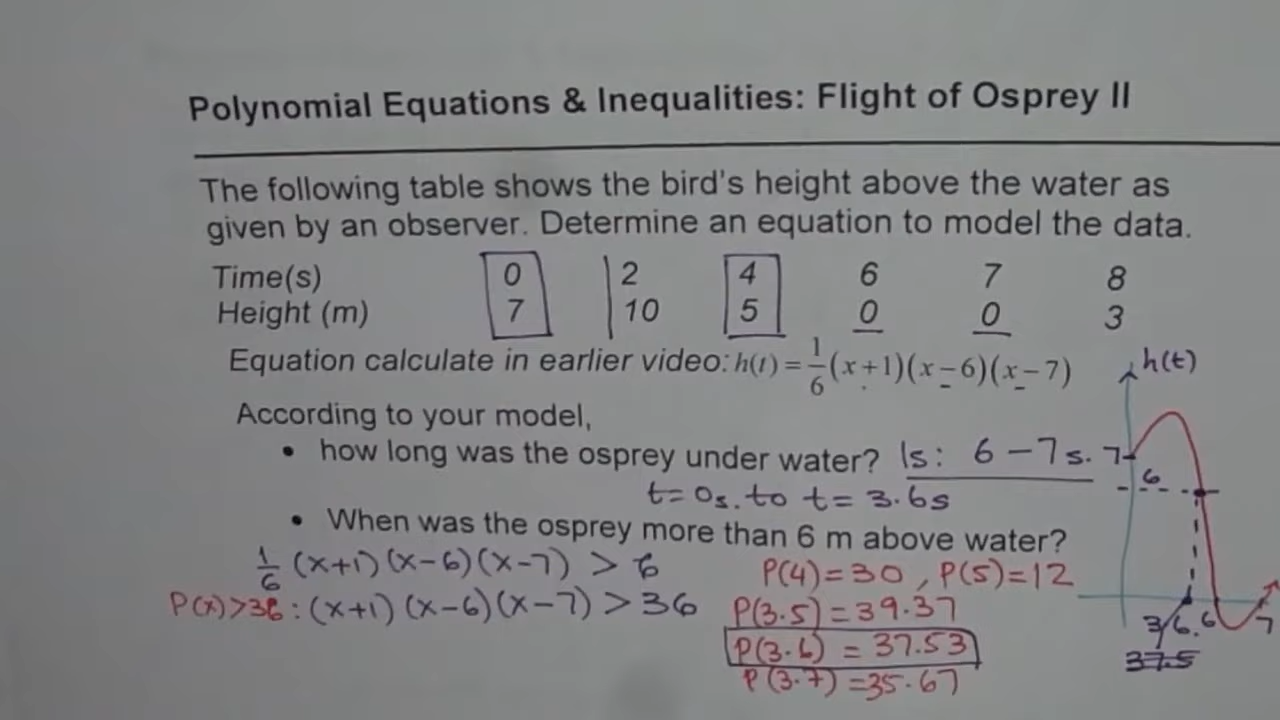 Polynomial Equations & Inequalities: Flight of Osprey II
The following table shows the bird's height above the water as
given by an observer. Determine an equation to model the data.
Time(s) 0 2 4 6 7 8
Height (m) 7 10 5 0 0 3
Equation calculate in earlier video: h(t) = 1/6 (x+1)(x-6)(x-7)
h(t)
According to your model,
• how long was the osprey under water? 1s: 6-7s.
7
6
t=0s. to t=3.6s
• When was the osprey more than 6 m above water?
1/6 (x+1)(x-6)(x-7) > 6
P(4)=30, P(5)=12
P(x)>36: (x+1)(x-6)(x-7) > 36
P(3.5)=39.37
P(3.6) = 37.53
P(3.7)=35.67
6
7
37.5